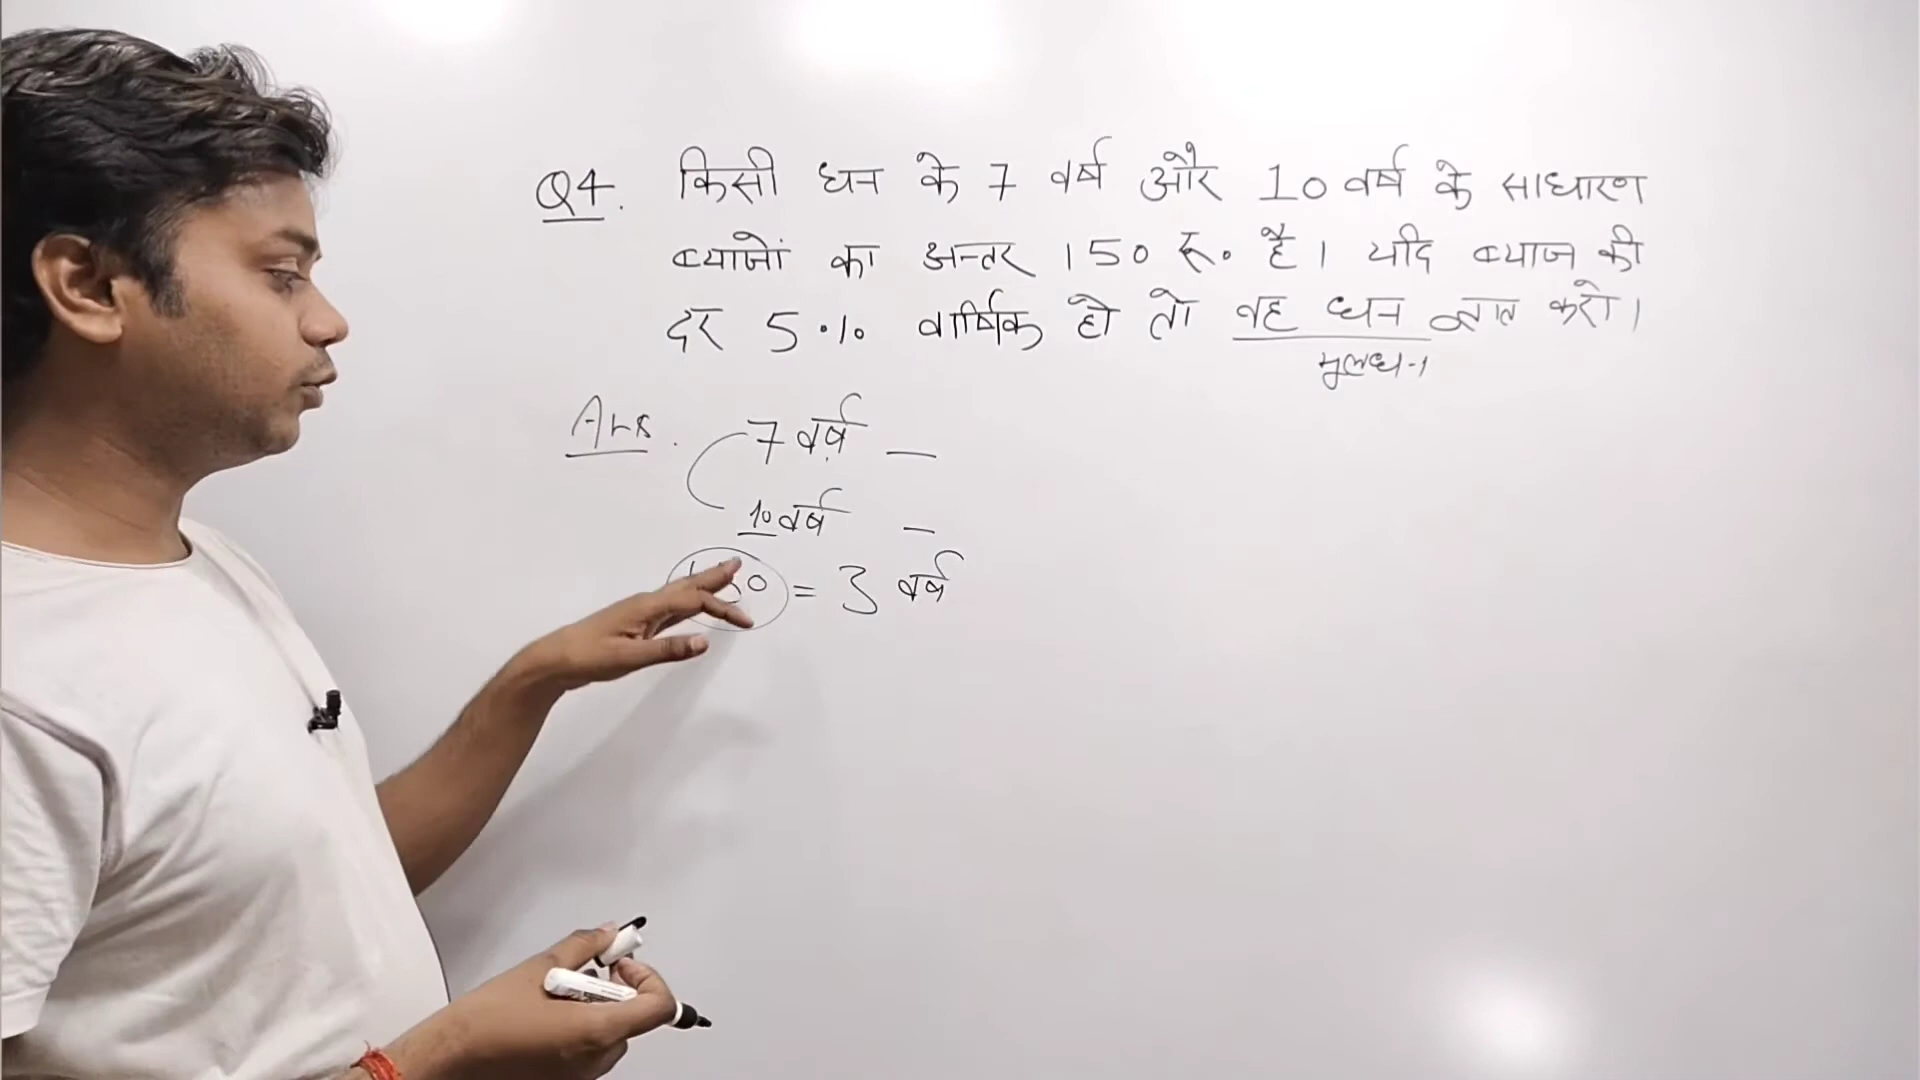 Q4. किसी धन के 7 वर्ष और 10 वर्ष के साधारण
ब्याजों का अन्तर 150 रू० है। यदि ब्याज की
दर 5% वार्षिक हो तो वह धन ज्ञात करो।
मूलधन
Ans. 7 वर्ष —
10 वर्ष —
= 3 वर्ष